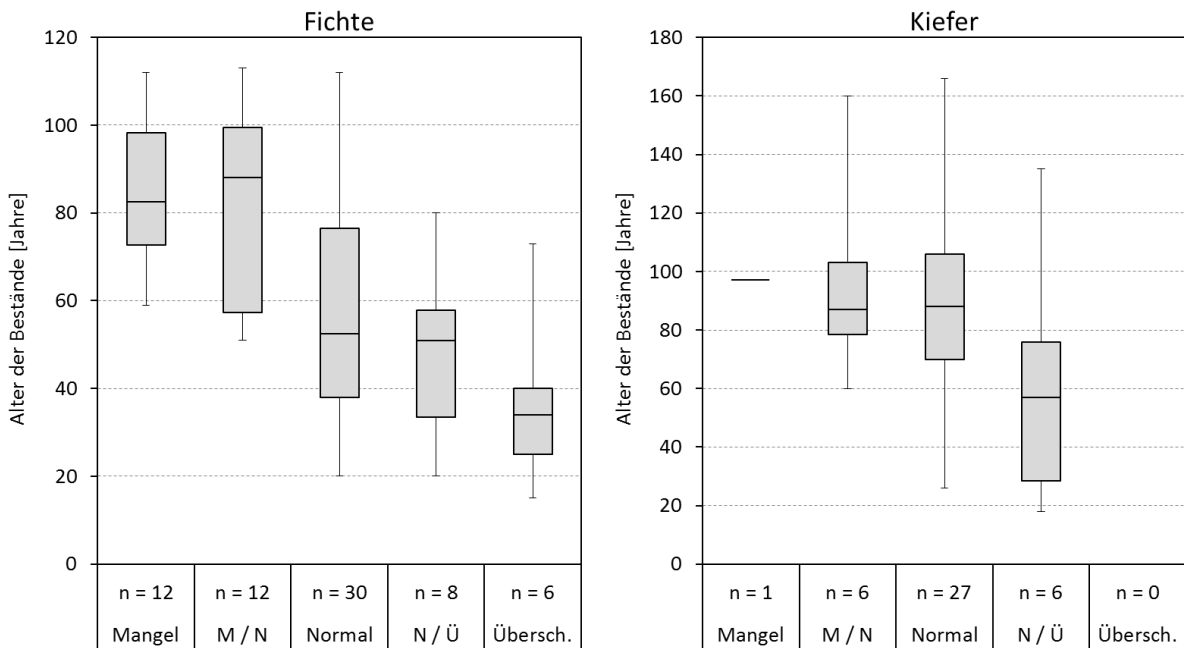 Fichte
Alter der Bestände [Jahre]
120
100
80
60
40
20
0
n = 12 n = 12 n = 30 n = 8 n = 6
Mangel M / N Normal N / Ü Übersch.
Kiefer
Alter der Bestände [Jahre]
180
160
140
120
100
80
60
40
20
0
n = 1 n = 6 n = 27 n = 6 n = 0
Mangel M / N Normal N / Ü Übersch.